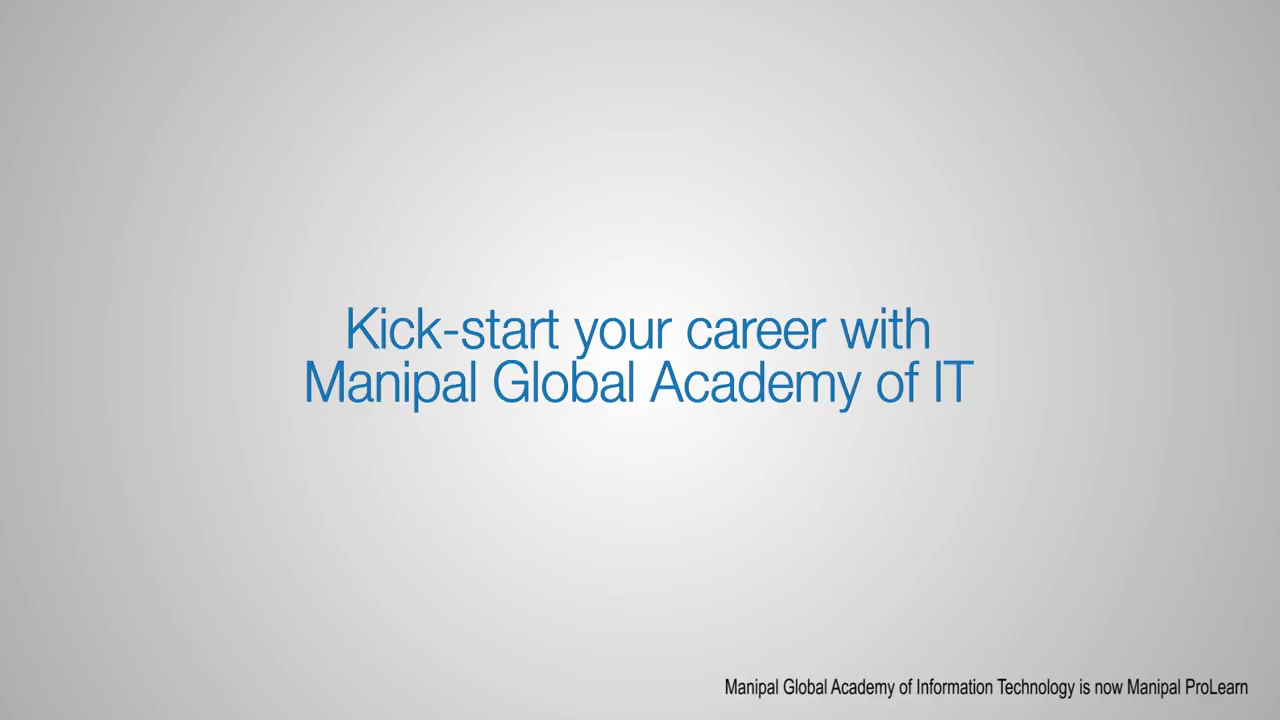 Kick-start your career with
Manipal Global Academy of IT
Manipal Global Academy of Information Technology is now Manipal ProLearn